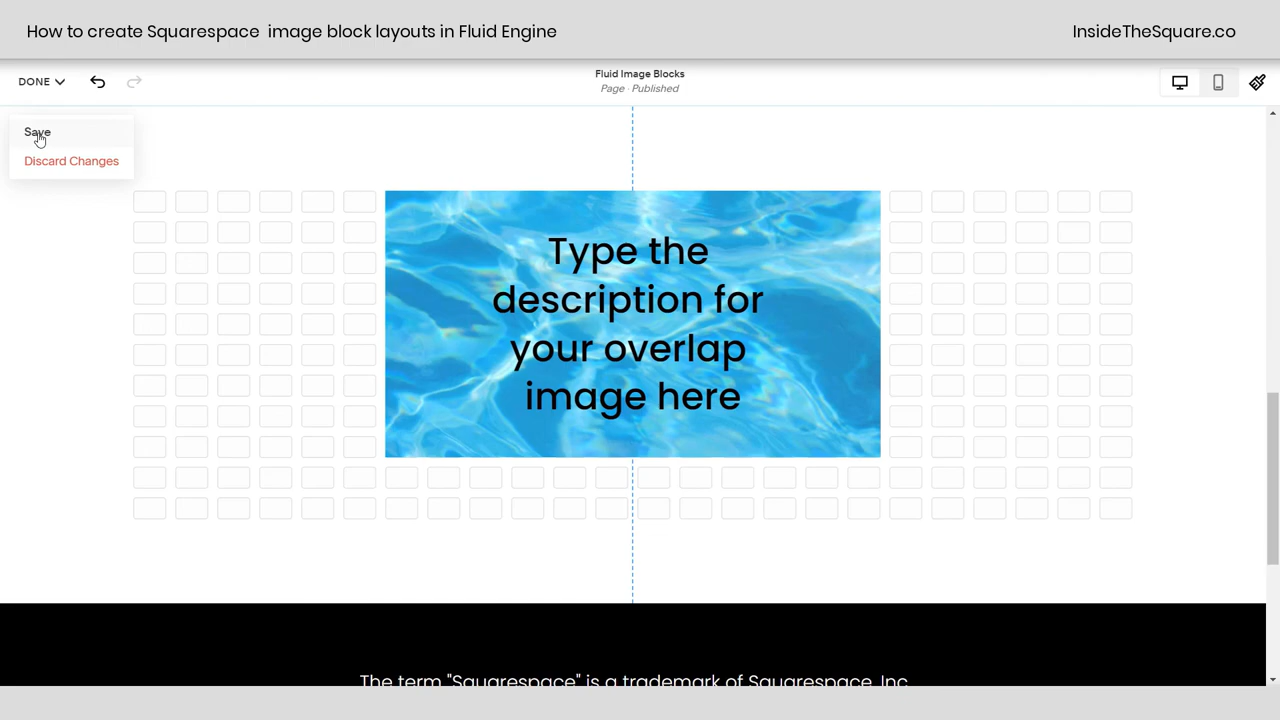 How to create Squarespace image block layouts in Fluid Engine
InsideTheSquare.co
DONE
Fluid Image Blocks
Page · Published
Save
Discard Changes
Type the
description for
your overlap
image here
The term "Squarespace" is a trademark of Squarespace, Inc.